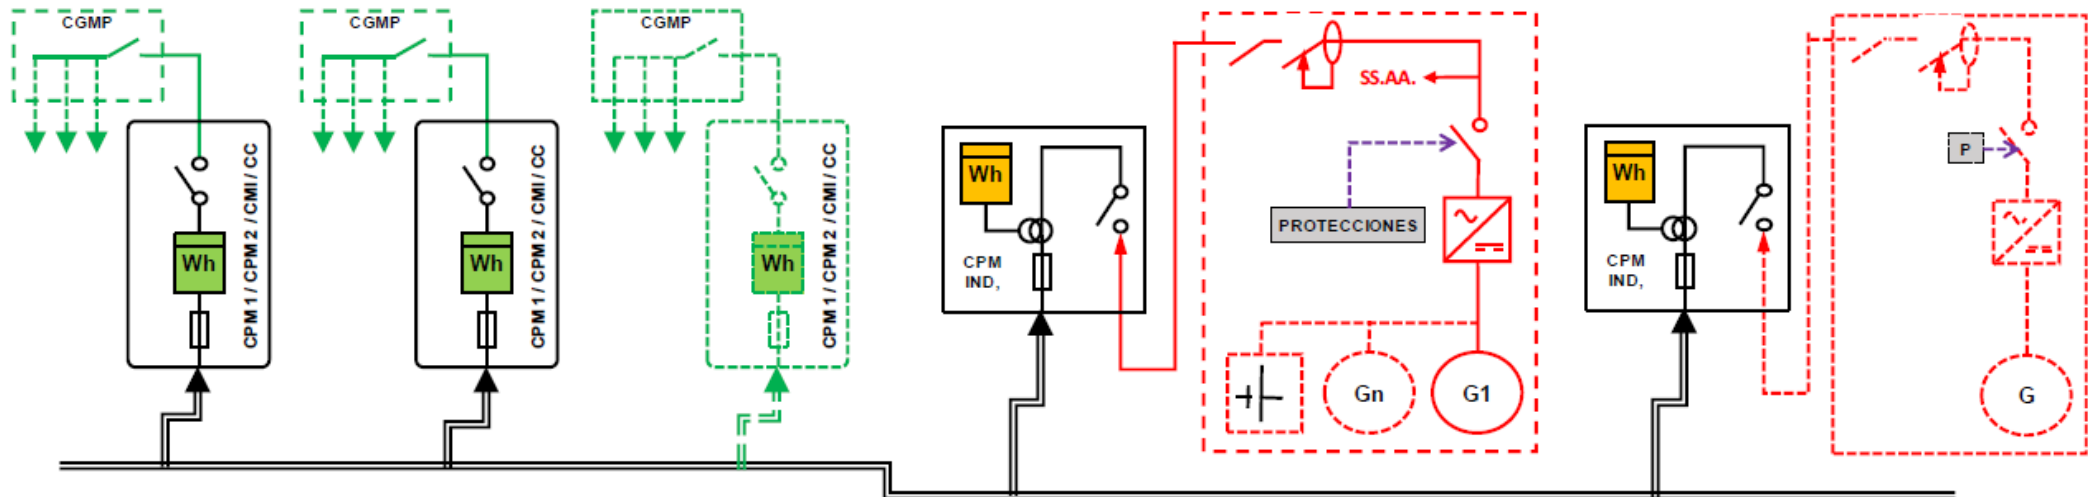 CGMP
CPM 1 / CPM 2 / CMI / CC
Wh
CGMP
CPM 1 / CPM 2 / CMI / CC
Wh
CGMP
CPM 1 / CPM 2 / CMI / CC
Wh
Wh
CPM
IND,
SS.AA.
PROTECCIONES
Gn
G1
Wh
CPM
IND,
P
G